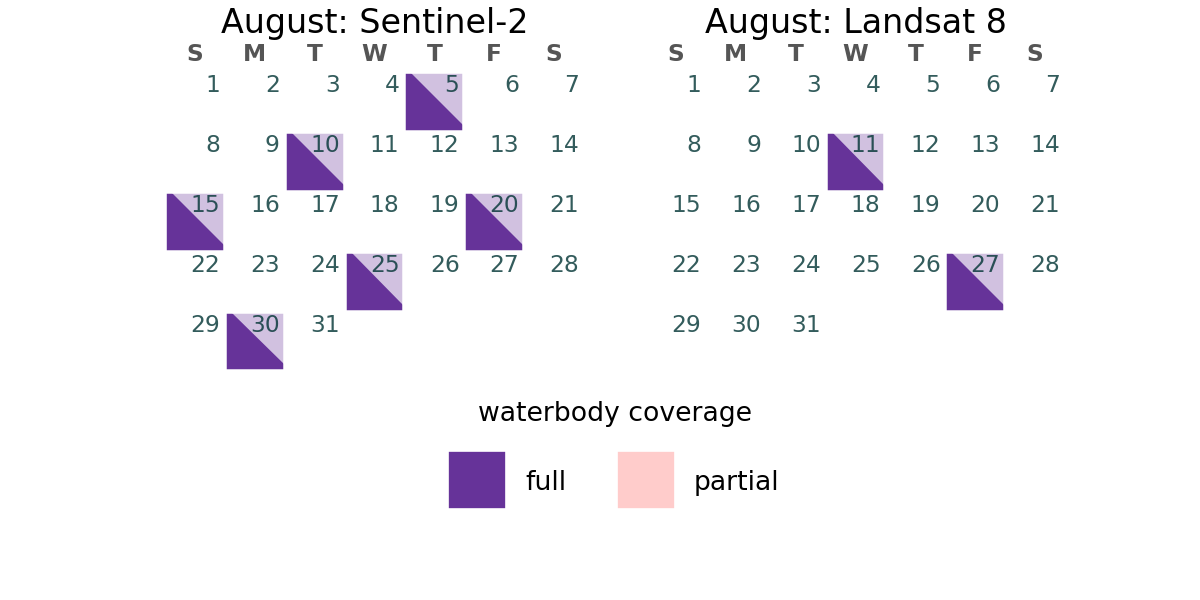 August: Sentinel-2
S M T W T F S
1 2 3 4 5 6 7
8 9 10 11 12 13 14
15 16 17 18 19 20 21
22 23 24 25 26 27 28
29 30 31
August: Landsat 8
S M T W T F S
1 2 3 4 5 6 7
8 9 10 11 12 13 14
15 16 17 18 19 20 21
22 23 24 25 26 27 28
29 30 31
waterbody coverage
full partial